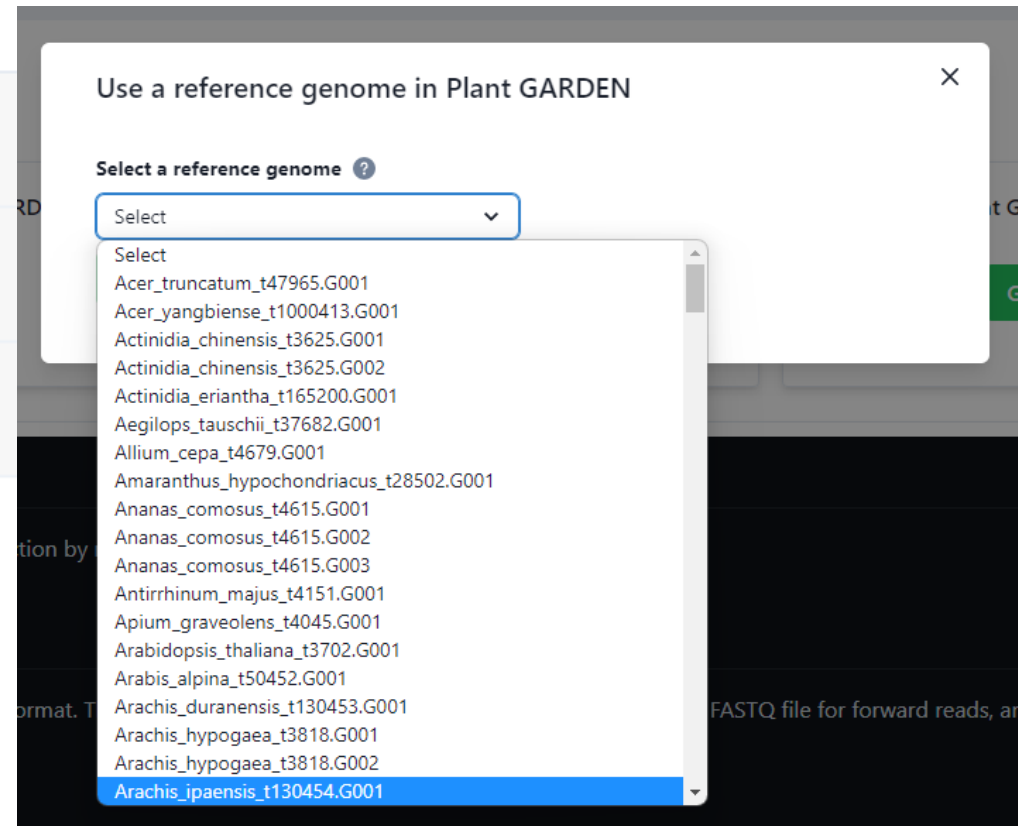 Use a reference genome in Plant GARDEN
Select a reference genome ?
RD
Select
t G
Select
Acer_truncatum_t47965.G001
G
Acer_yangbiense_t1000413.G001
Actinidia_chinensis_t3625.G001
Actinidia_chinensis_t3625.G002
Actinidia_eriantha_t165200.G001
Aegilops_tauschii_t37682.G001
Allium_cepa_t4679.G001
Amaranthus_hypochondriacus_t28502.G001
Ananas_comosus_t4615.G001
Ananas_comosus_t4615.G002
tion by
Ananas_comosus_t4615.G003
Antirrhinum_majus_t4151.G001
Apium_graveolens_t4045.G001
Arabidopsis_thaliana_t3702.G001
Arabis_alpina_t50452.G001
ormat. T
Arachis_duranensis_t130453.G001
FASTQ file for forward reads, ar
Arachis_hypogaea_t3818.G001
Arachis_hypogaea_t3818.G002
Arachis_ipaensis_t130454.G001